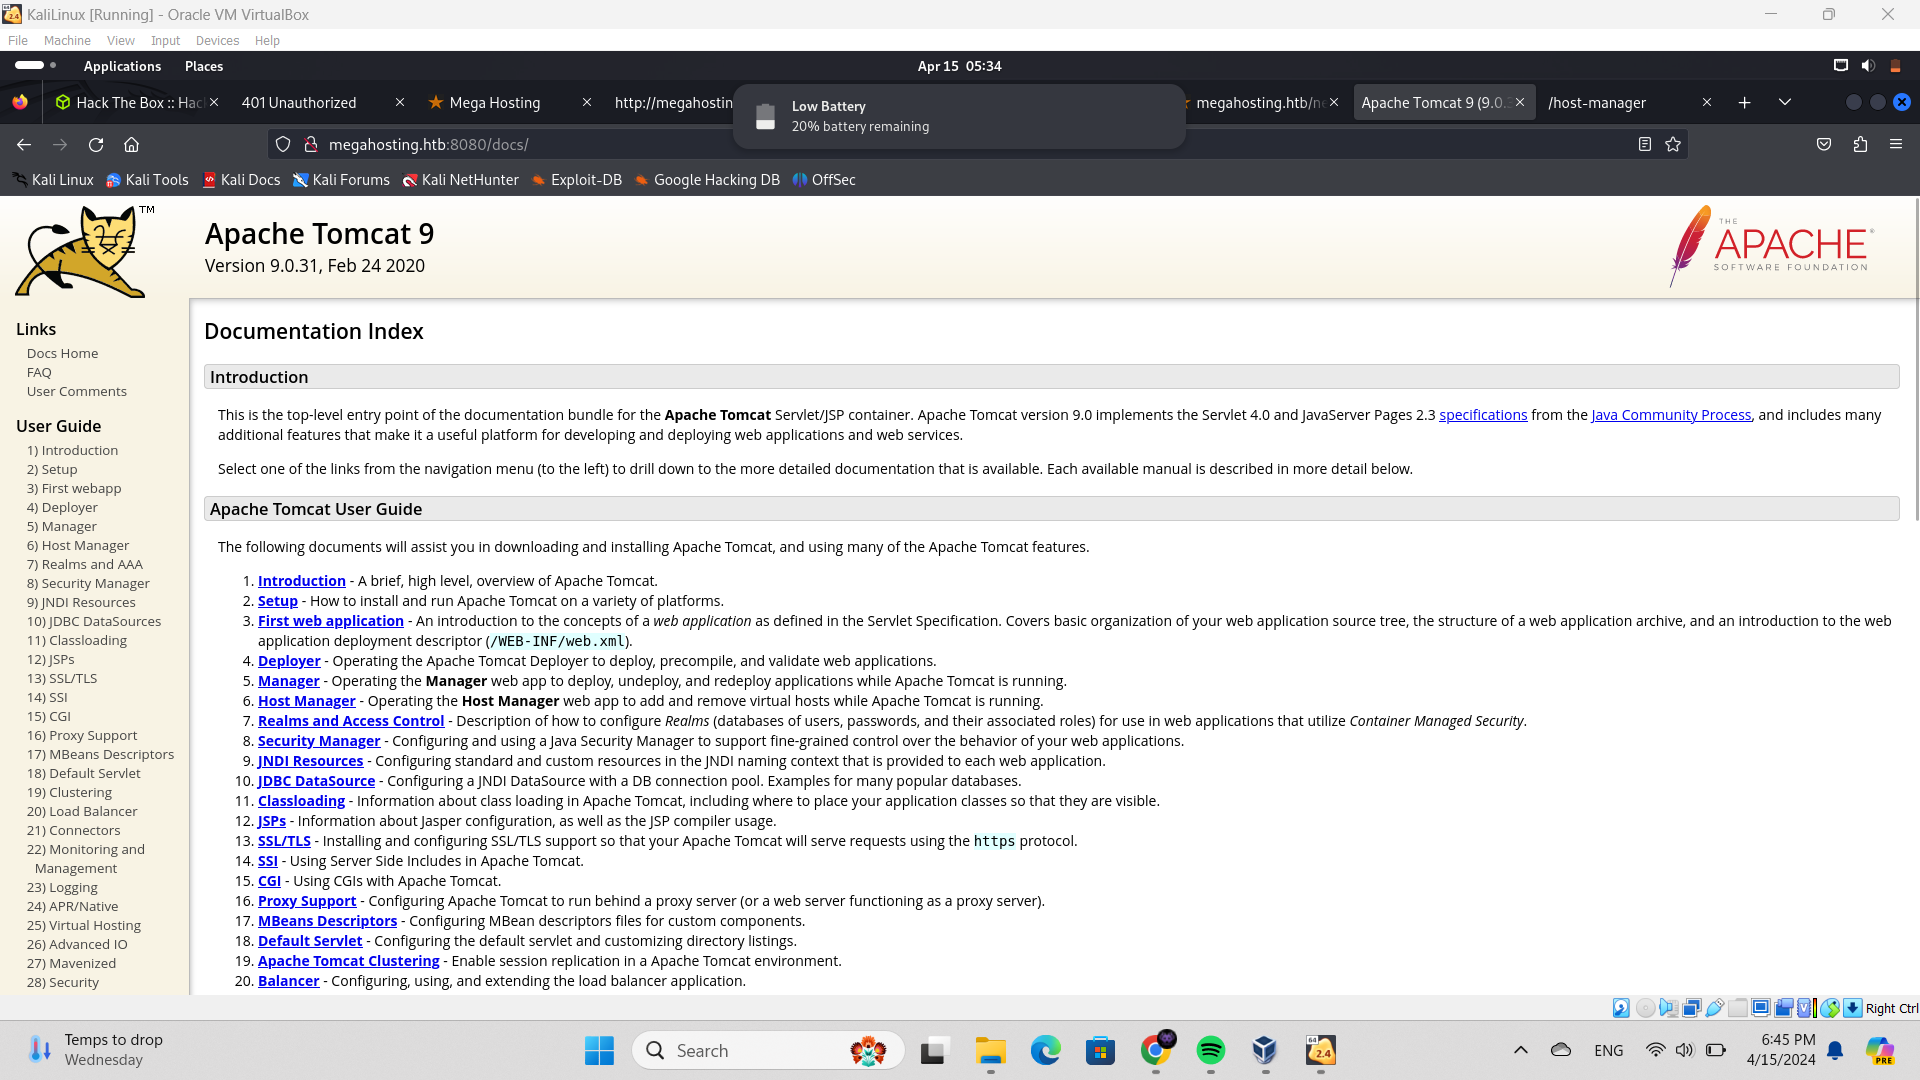 KaliLinux [Running] - Oracle VM VirtualBox
File Machine View Input Devices Help
Applications Places Apr 15 05:34
Hack The Box :: Hac 401 Unauthorized Mega Hosting http://megahostin megahosting.htb/ne Apache Tomcat 9 (9.0.3 /host-manager
Low Battery
20% battery remaining
megahosting.htb:8080/docs/
Kali Linux Kali Tools Kali Docs Kali Forums Kali NetHunter Exploit-DB Google Hacking DB OffSec
TM
Apache Tomcat 9
Version 9.0.31, Feb 24 2020
THE
APACHE®
SOFTWARE FOUNDATION
Links
Docs Home
FAQ
User Comments
User Guide
1) Introduction
2) Setup
3) First webapp
4) Deployer
5) Manager
6) Host Manager
7) Realms and AAA
8) Security Manager
9) JNDI Resources
10) JDBC DataSources
11) Classloading
12) JSPs
13) SSL/TLS
14) SSI
15) CGI
16) Proxy Support
17) MBeans Descriptors
18) Default Servlet
19) Clustering
20) Load Balancer
21) Connectors
22) Monitoring and
Management
23) Logging
24) APR/Native
25) Virtual Hosting
26) Advanced IO
27) Mavenized
28) Security
Documentation Index
Introduction
This is the top-level entry point of the documentation bundle for the Apache Tomcat Servlet/JSP container. Apache Tomcat version 9.0 implements the Servlet 4.0 and JavaServer Pages 2.3 specifications from the Java Community Process, and includes many
additional features that make it a useful platform for developing and deploying web applications and web services.
Select one of the links from the navigation menu (to the left) to drill down to the more detailed documentation that is available. Each available manual is described in more detail below.
Apache Tomcat User Guide
The following documents will assist you in downloading and installing Apache Tomcat, and using many of the Apache Tomcat features.
1. Introduction - A brief, high level, overview of Apache Tomcat.
2. Setup - How to install and run Apache Tomcat on a variety of platforms.
3. First web application - An introduction to the concepts of a web application as defined in the Servlet Specification. Covers basic organization of your web application source tree, the structure of a web application archive, and an introduction to the web
application deployment descriptor (/WEB-INF/web.xml).
4. Deployer - Operating the Apache Tomcat Deployer to deploy, precompile, and validate web applications.
5. Manager - Operating the Manager web app to deploy, undeploy, and redeploy applications while Apache Tomcat is running.
6. Host Manager - Operating the Host Manager web app to add and remove virtual hosts while Apache Tomcat is running.
7. Realms and Access Control - Description of how to configure Realms (databases of users, passwords, and their associated roles) for use in web applications that utilize Container Managed Security.
8. Security Manager - Configuring and using a Java Security Manager to support fine-grained control over the behavior of your web applications.
9. JNDI Resources - Configuring standard and custom resources in the JNDI naming context that is provided to each web application.
10. JDBC DataSource - Configuring a JNDI DataSource with a DB connection pool. Examples for many popular databases.
11. Classloading - Information about class loading in Apache Tomcat, including where to place your application classes so that they are visible.
12. JSPs - Information about Jasper configuration, as well as the JSP compiler usage.
13. SSL/TLS - Installing and configuring SSL/TLS support so that your Apache Tomcat will serve requests using the https protocol.
14. SSI - Using Server Side Includes in Apache Tomcat.
15. CGI - Using CGIs with Apache Tomcat.
16. Proxy Support - Configuring Apache Tomcat to run behind a proxy server (or a web server functioning as a proxy server).
17. MBeans Descriptors - Configuring MBean descriptors files for custom components.
18. Default Servlet - Configuring the default servlet and customizing directory listings.
19. Apache Tomcat Clustering - Enable session replication in a Apache Tomcat environment.
20. Balancer - Configuring, using, and extending the load balancer application.
Right Ctrl
Temps to drop
Wednesday
Search
64
2.4
ENG
6:45 PM
4/15/2024
PRE